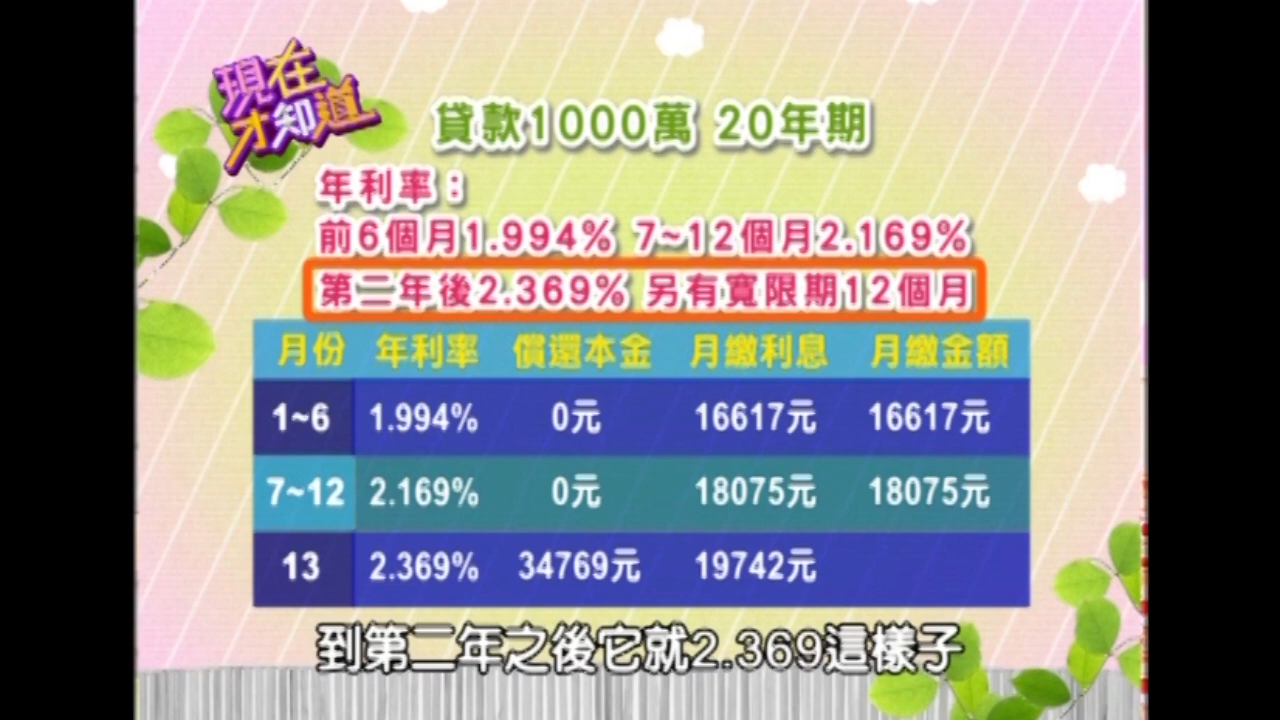 現在
才知道
貸款1000萬 20年期
年利率：
前6個月1.994% 7~12個月2.169%
第二年後2.369% 另有寬限期12個月
月份 年利率 償還本金 月繳利息 月繳金額
1~6 1.994% 0元 16617元 16617元
7~12 2.169% 0元 18075元 18075元
13 2.369% 34769元 19742元
到第二年之後它就2.369這樣子